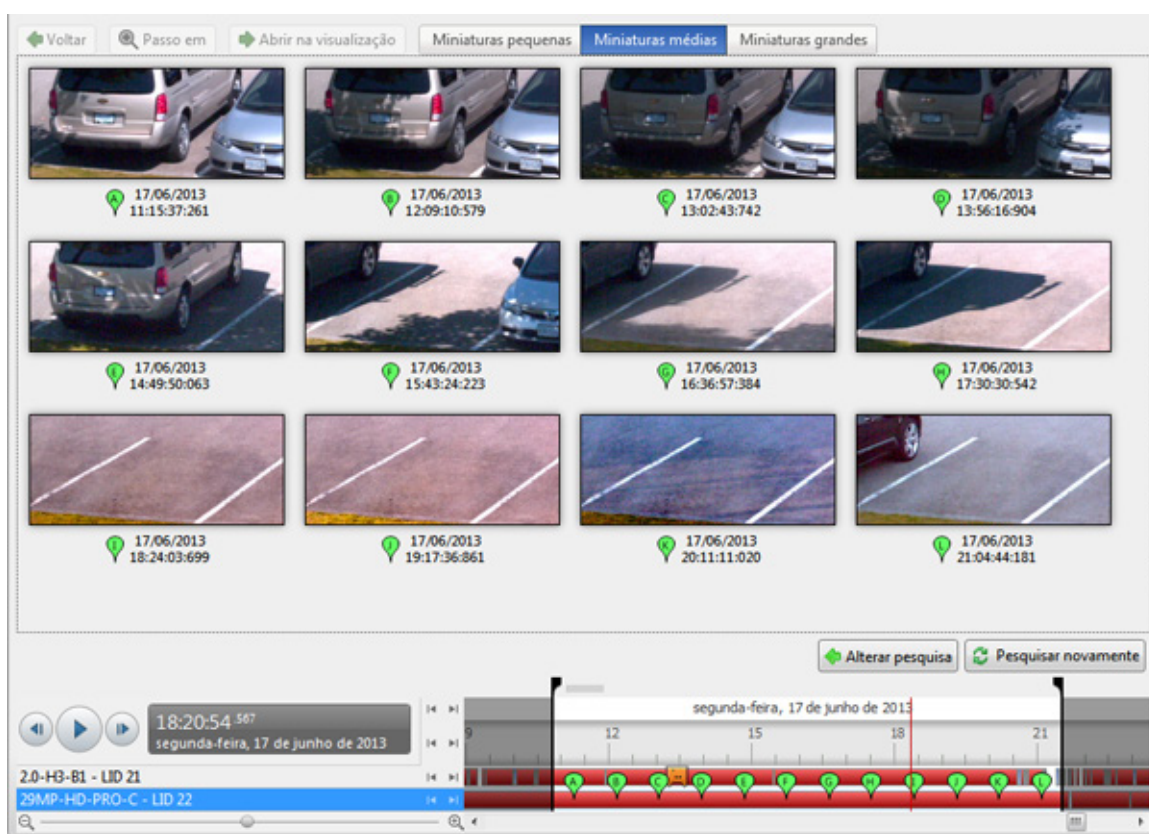 Voltar Passo em Abrir na visualização Miniaturas pequenas Miniaturas médias Miniaturas grandes
A 17/06/2013 11:15:37:261
B 17/06/2013 12:09:10:579
C 17/06/2013 13:02:43:742
D 17/06/2013 13:56:16:904
E 17/06/2013 14:49:50:063
F 17/06/2013 15:43:24:223
G 17/06/2013 16:36:57:384
H 17/06/2013 17:30:30:542
I 17/06/2013 18:24:03:699
J 17/06/2013 19:17:36:861
K 17/06/2013 20:11:11:020
L 17/06/2013 21:04:44:181
Alterar pesquisa Pesquisar novamente
18:20:54.567
segunda-feira, 17 de junho de 2013
segunda-feira, 17 de junho de 2013
9 12 15 18 21
2.0-H3-B1 - LID 21
A B C D E F G H I J K L
29MP-HD-PRO-C - LID 22